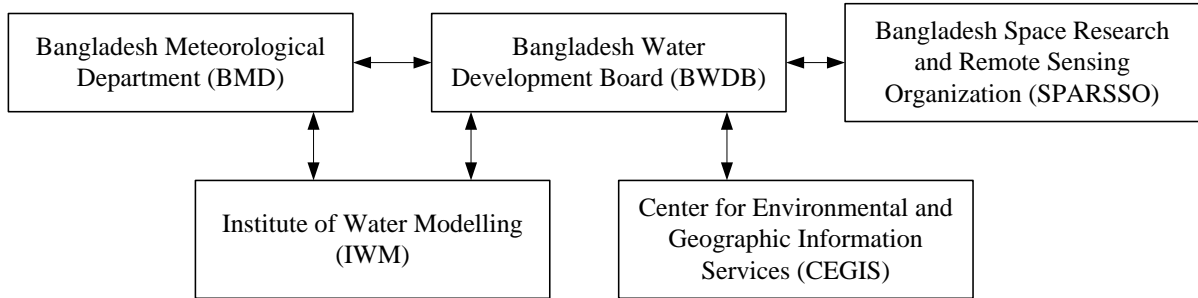 Bangladesh Meteorological
Department (BMD)
Bangladesh Water
Development Board (BWDB)
Bangladesh Space Research
and Remote Sensing
Organization (SPARSSO)
Institute of Water Modelling
(IWM)
Center for Environmental and
Geographic Information
Services (CEGIS)